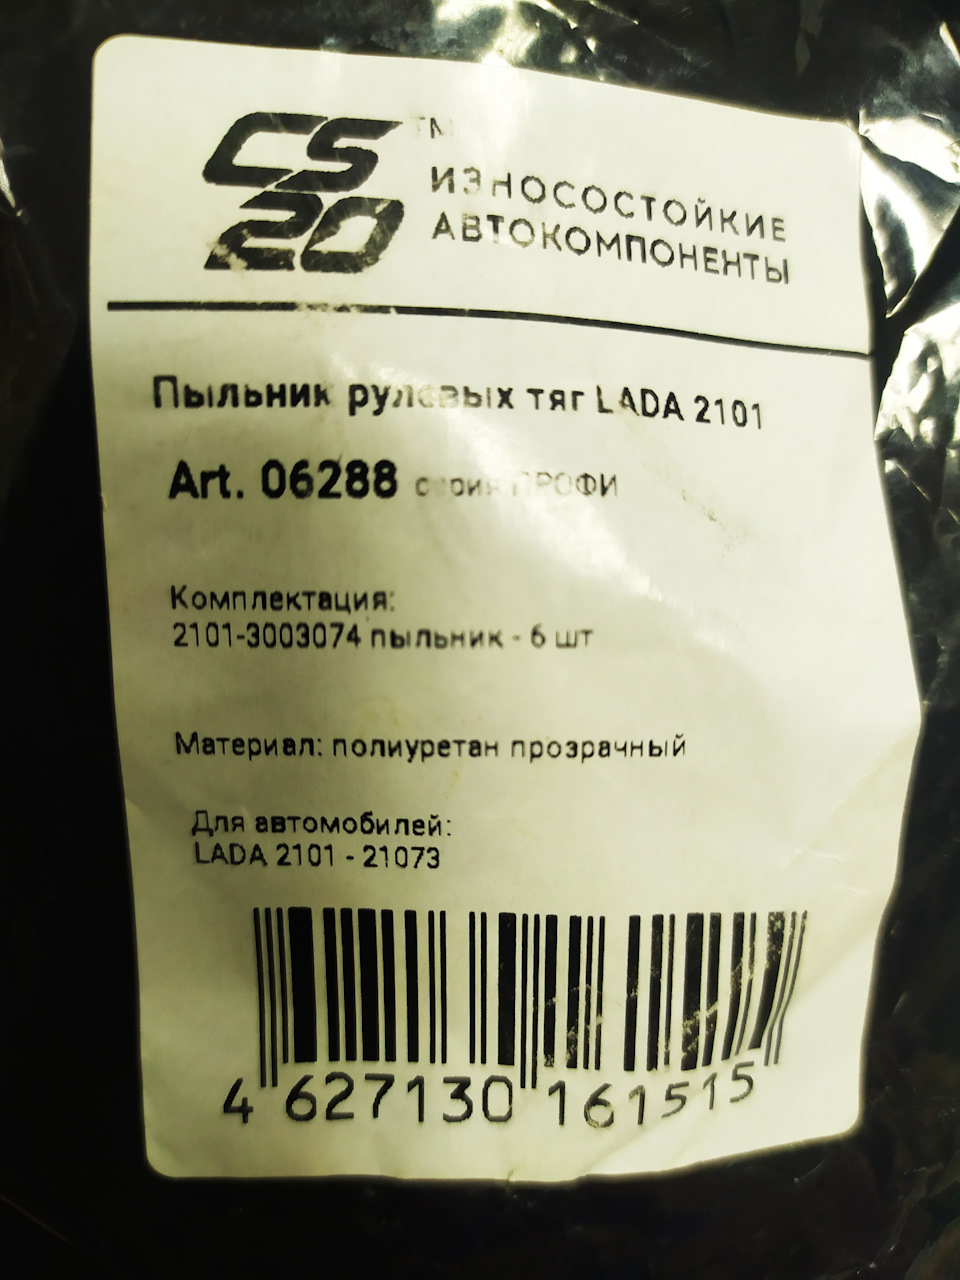 CS
20
™
ИЗНОСОСТОЙКИЕ
АВТОКОМПОНЕНТЫ
Пыльник рулевых тяг LADA 2101
Art. 06288 серия ПРОФИ
Комплектация:
2101-3003074 пыльник - 6 шт
Материал: полиуретан прозрачный
Для автомобилей:
LADA 2101 - 21073
4 627130 161515